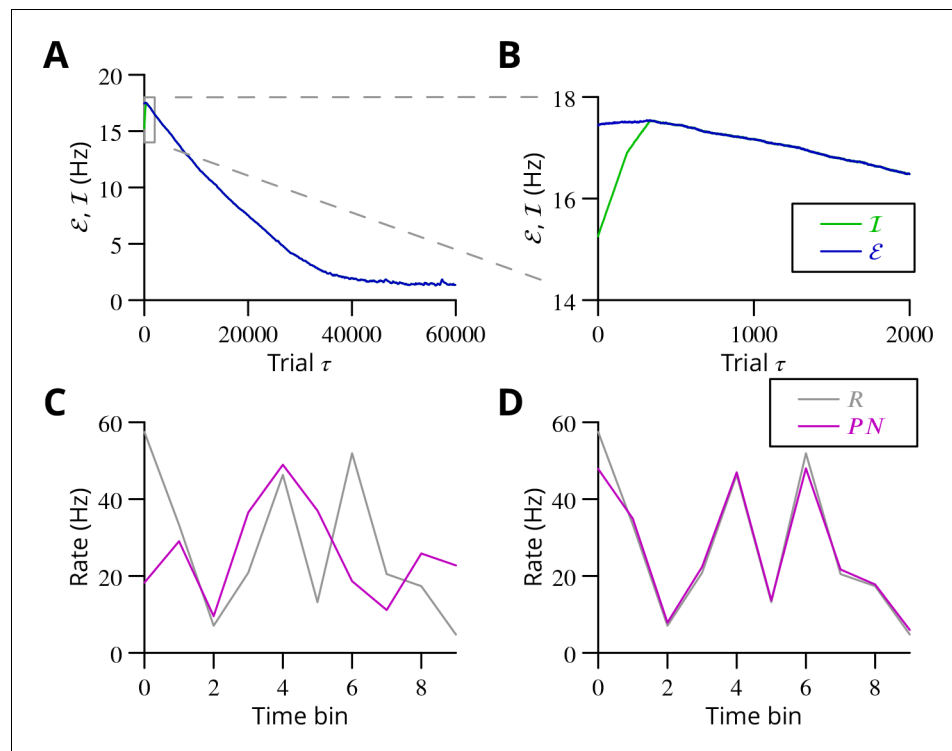 A
20
15
10
5
0
ℰ, ℐ (Hz)
0 20000 40000 60000
Trial τ
B
18
16
14
ℰ, ℐ (Hz)
ℐ
ℰ
0 1000 2000
Trial τ
C
60
40
20
0
Rate (Hz)
0 2 4 6 8
Time bin
D
R
PN
60
40
20
0
Rate (Hz)
0 2 4 6 8
Time bin